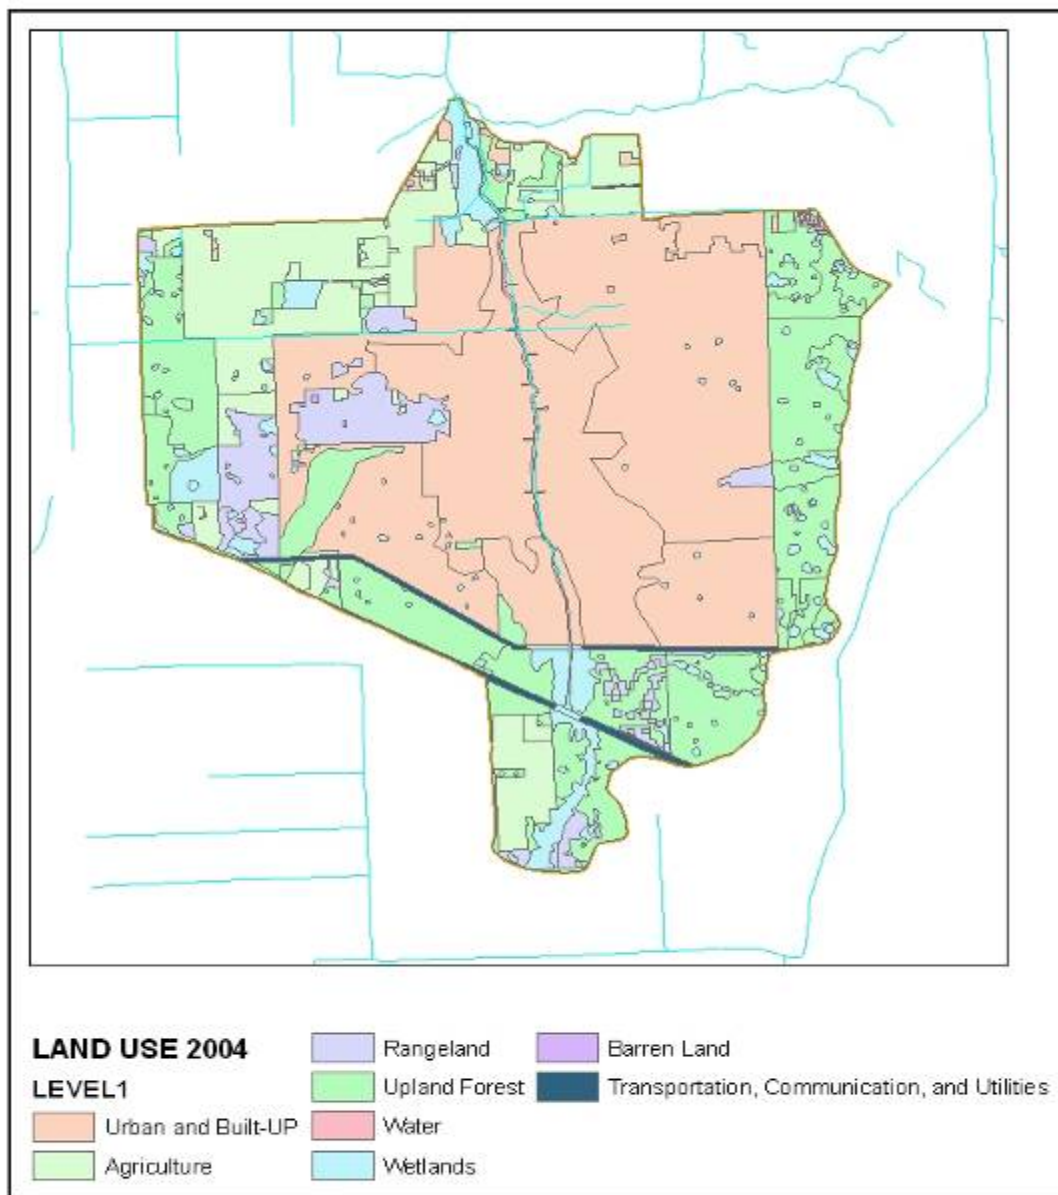 LAND USE 2004
LEVEL1
Urban and Built-UP
Agriculture
Rangeland
Upland Forest
Water
Wetlands
Barren Land
Transportation, Communication, and Utilities